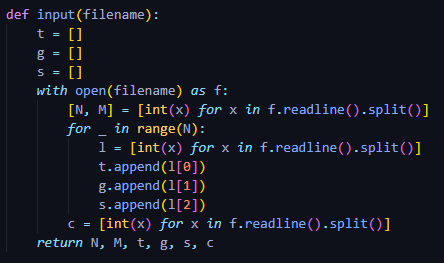 def input(filename):
    t = []
    g = []
    s = []
    with open(filename) as f:
        [N, M] = [int(x) for x in f.readline().split()]
        for _ in range(N):
            l = [int(x) for x in f.readline().split()]
            t.append(l[0])
            g.append(l[1])
            s.append(l[2])
        c = [int(x) for x in f.readline().split()]
    return N, M, t, g, s, c